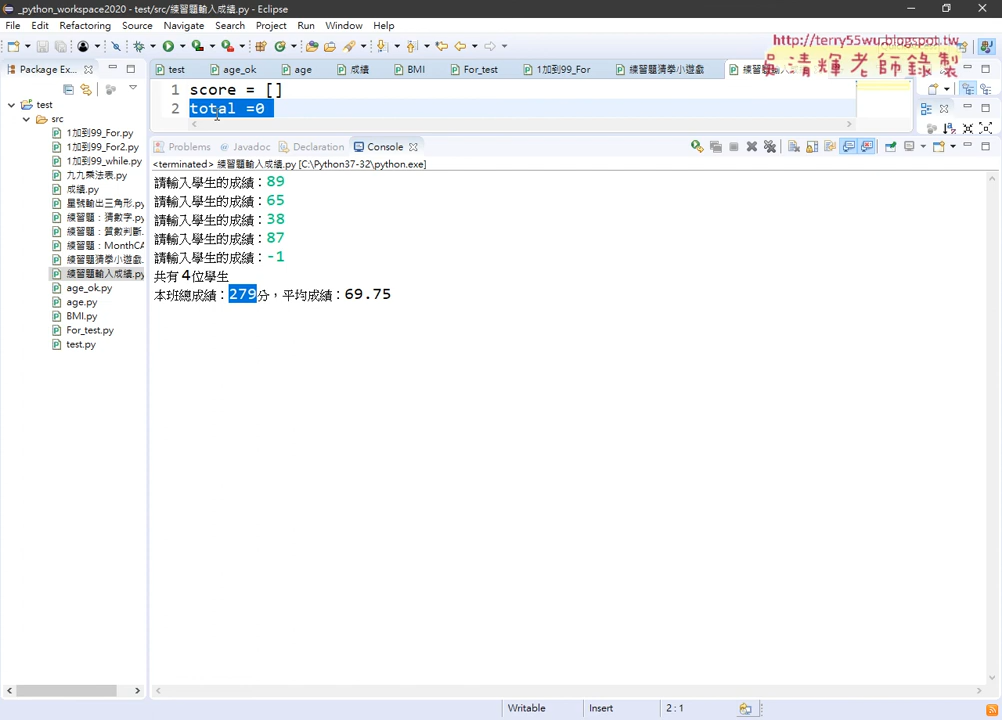 _python_workspace2020 - test/src/練習題輸入成績.py - Eclipse
File Edit Refactoring Source Navigate Search Project Run Window Help
http://terry55wu.blogspot.tw
吳清輝老師錄製
Package Ex...
test age_ok age 成績 BMI For_test 1加到99_For 練習題猜學小遊戲
test
src
1加到99_For.py
1加到99_For2.py
1加到99_while.py
九九乘法表.py
成績.py
星號輸出三角形.py
練習題：猜數字.py
練習題：質數判斷.
練習題：MonthCA
練習題猜學小遊戲.
練習題輸入成績.py
age_ok.py
age.py
BMI.py
For_test.py
test.py
1 score = []
2 total =0
Problems Javadoc Declaration Console
<terminated> 練習題輸入成績.py [C:\Python37-32\python.exe]
請輸入學生的成績：89
請輸入學生的成績：65
請輸入學生的成績：38
請輸入學生的成績：87
請輸入學生的成績：-1
共有4位學生
本班總成績：279分，平均成績：69.75
Writable Insert 2 : 1